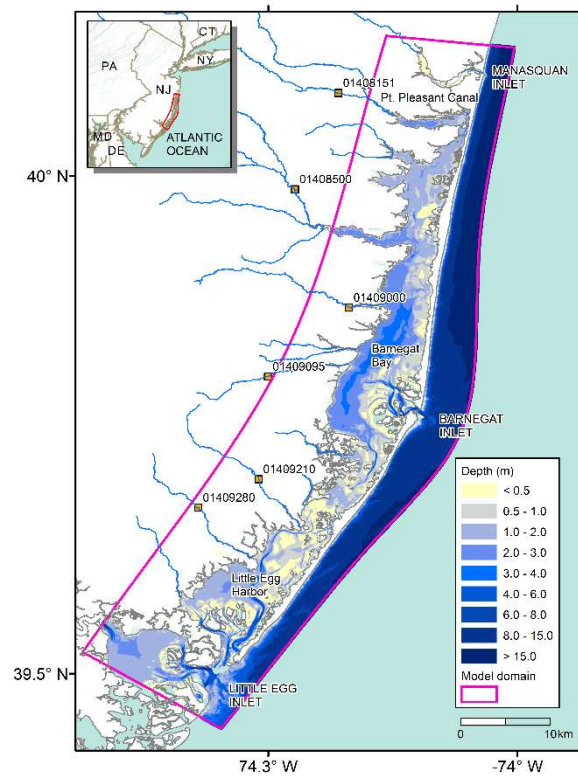 CT
PA
NY
NJ
MD
DE
ATLANTIC
OCEAN
MANASQUAN
INLET
01408151
Pt. Pleasant Canal
40° N
01408500
01409000
Barnegat
Bay
01409095
BARNEGAT
INLET
01409210
01409280
Little Egg
Harbor
39.5° N
LITTLE EGG
INLET
Depth (m)
< 0.5
0.5 - 1.0
1.0 - 2.0
2.0 - 3.0
3.0 - 4.0
4.0 - 6.0
6.0 - 8.0
8.0 - 15.0
> 15.0
Model domain
0 10km
74.3° W
-74° W